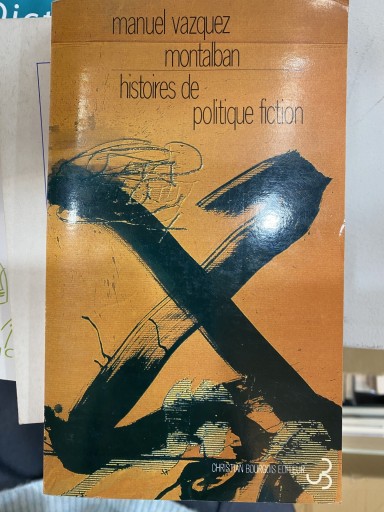 manuel vazquez
montalban
histoires de
politique fiction
CHRISTIAN BOURGOIS EDITEUR